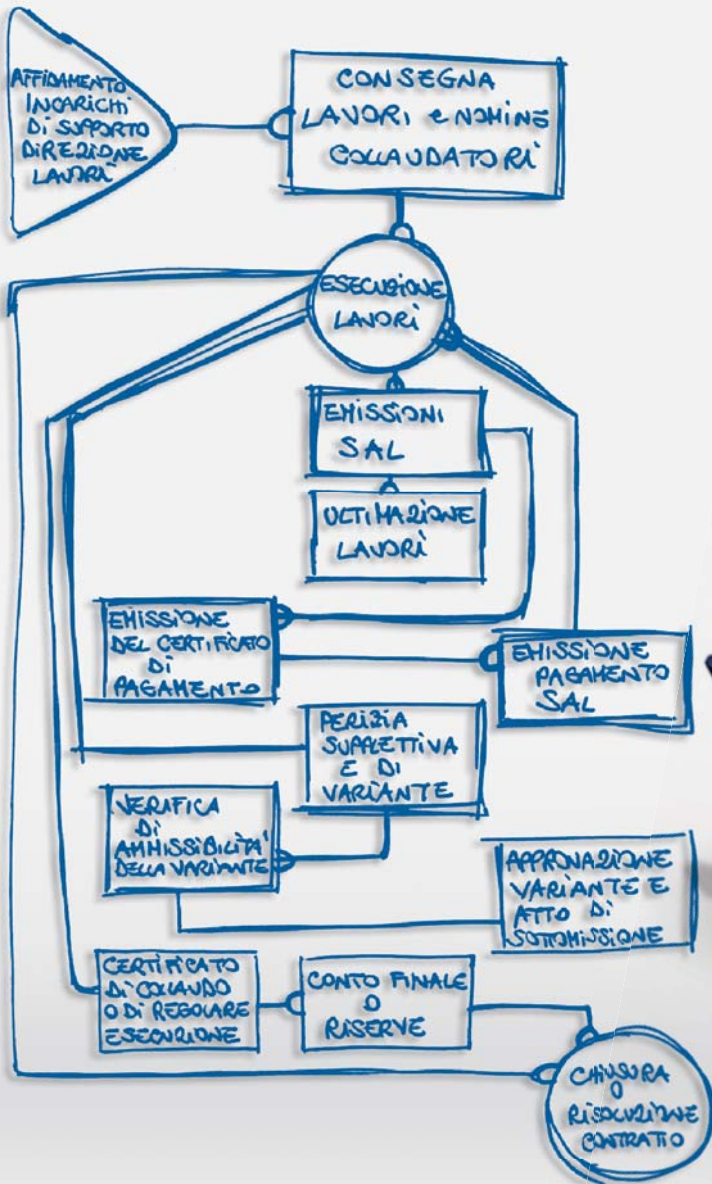 AFFIDAMENTO
INCARICHI
Di SUPPORTO
DIREZIONE
LAVORI
CONSEGNA
LAVORI e NOMINE
COLLAUDATORI
ESECUZIONE
LAVORI
EMISSIONI
SAL
ULTIMAZIONE
LAVORI
EMISSIONE
DEL CERTIFICATO
DI
PAGAMENTO
EMISSIONE
PAGAMENTO
SAL
PERIZIA
SUPPLETTIVA
E DI
VARIANTE
VERIFICA
DI
AMMISSIBILITA'
DELLA VARIANTE
APPROVAZIONE
VARIANTE E
ATTO DI
SOTTOMISSIONE
CERTIFICATO
DI COLLAUDO
O DI REGOLARE
ESECUZIONE
CONTO FINALE
O
RISERVE
CHIUSURA
O
RISOLUZIONE
CONTRATTO